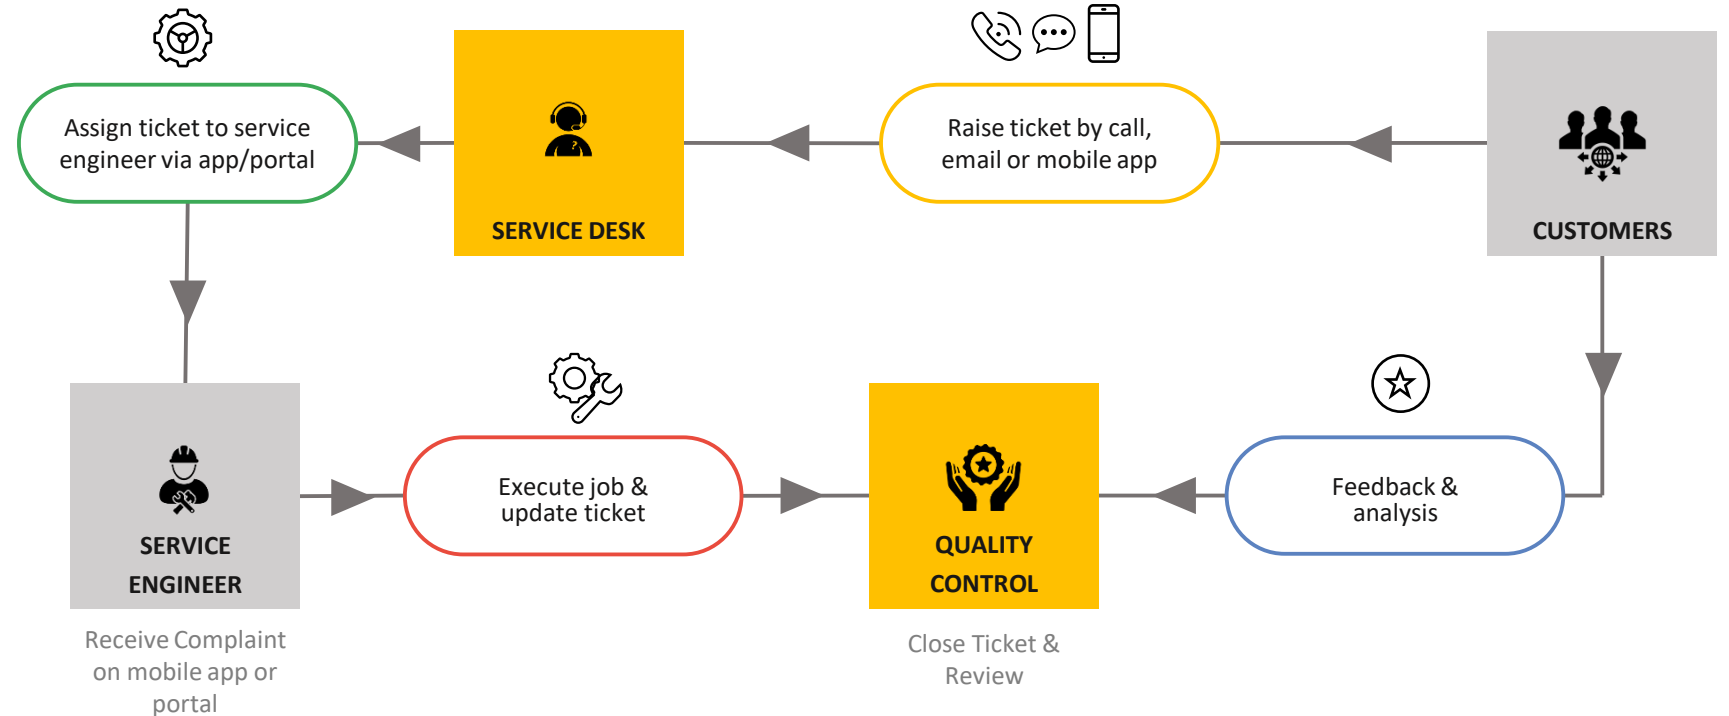 Assign ticket to service
engineer via app/portal
SERVICE DESK
Raise ticket by call,
email or mobile app
CUSTOMERS
SERVICE
ENGINEER
Receive Complaint
on mobile app or
portal
Execute job &
update ticket
QUALITY
CONTROL
Close Ticket &
Review
Feedback &
analysis